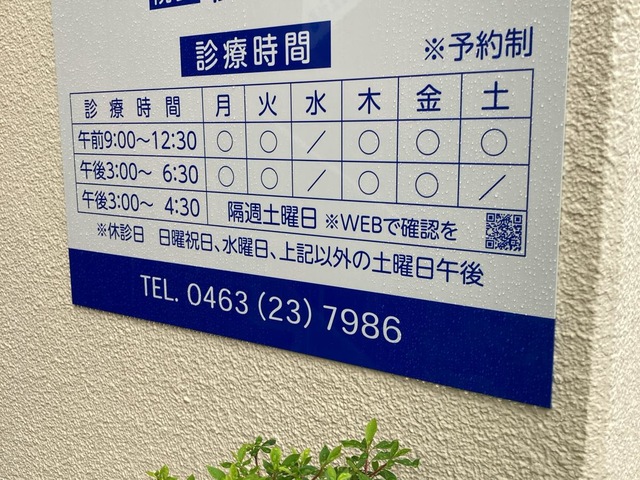 診療時間 ※予約制
診療時間 月 火 水 木 金 土
午前9:00～12:30 ○ ○ ／ ○ ○ ○
午後3:00～ 6:30 ○ ○ ／ ○ ○ ／
午後3:00～ 4:30 隔週土曜日 ※WEBで確認を
※休診日 日曜祝日、水曜日、上記以外の土曜日午後
TEL. 0463 (23) 7986